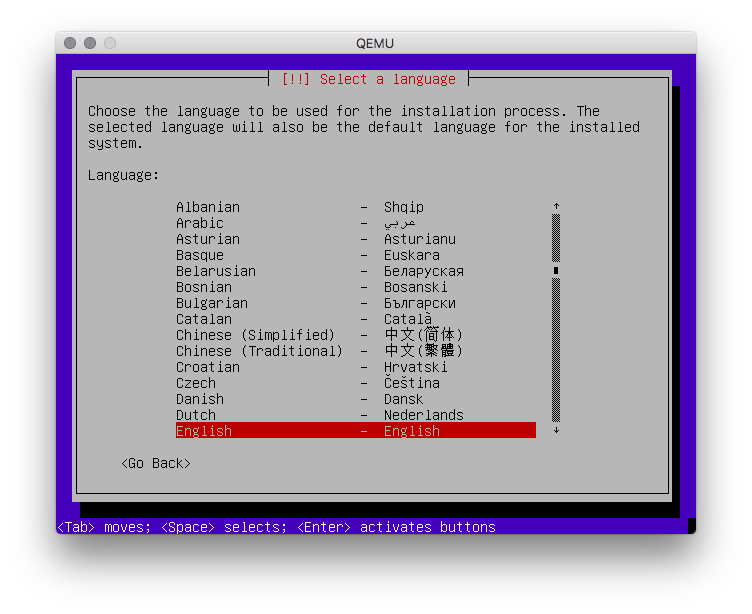 QEMU
[!!] Select a language
Choose the language to be used for the installation process. The
selected language will also be the default language for the installed
system.
Language:
Albanian - Shqip
Arabic - عربي
Asturian - Asturianu
Basque - Euskara
Belarusian - Беларуская
Bosnian - Bosanski
Bulgarian - Български
Catalan - Català
Chinese (Simplified) - 中文(简体)
Chinese (Traditional) - 中文(繁體)
Croatian - Hrvatski
Czech - Čeština
Danish - Dansk
Dutch - Nederlands
English - English
<Go Back>
<Tab> moves; <Space> selects; <Enter> activates buttons